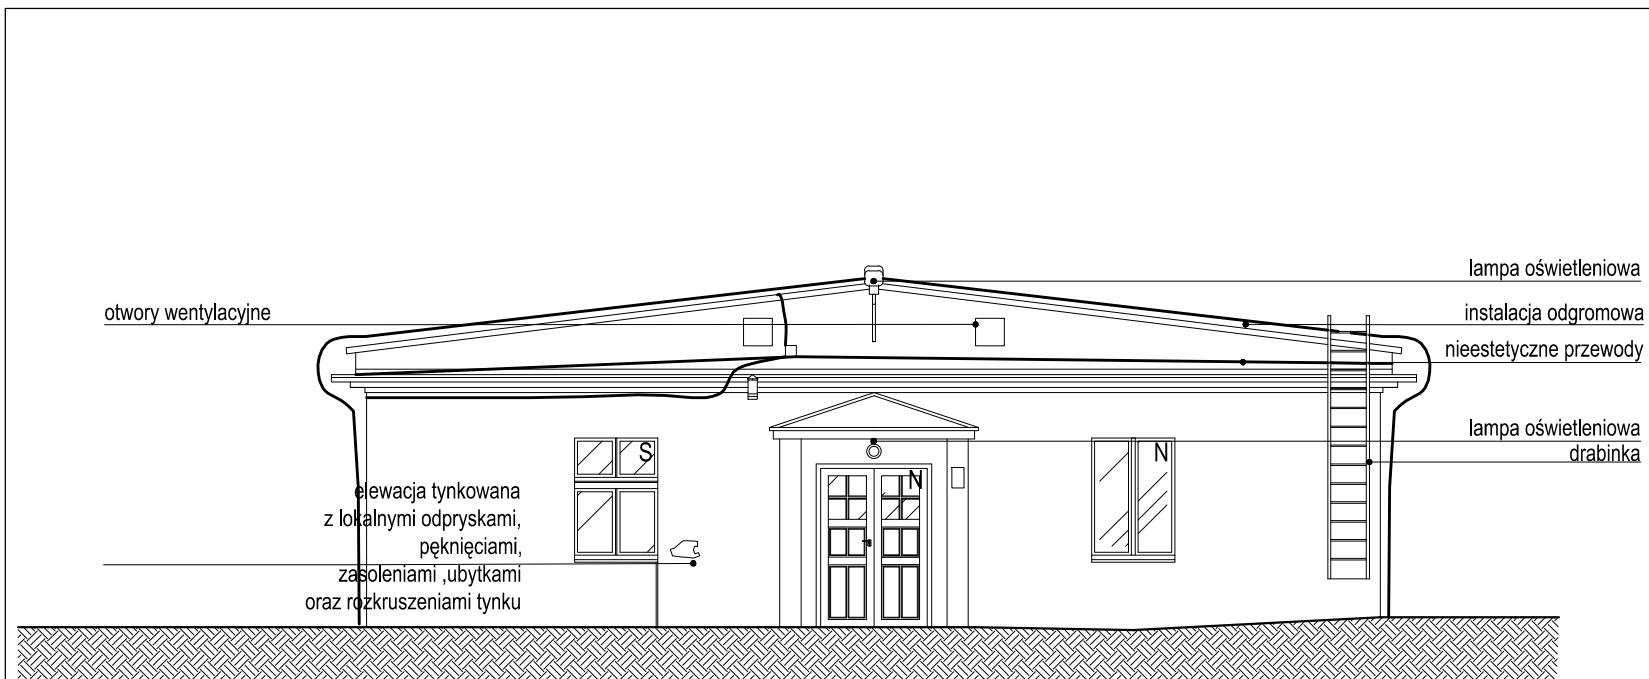 lampa oświetleniowa
otwory wentylacyjne
instalacja odgromowa
nieestetyczne przewody
lampa oświetleniowa
drabinka
S
N
N
elewacja tynkowana
z lokalnymi odpryskami,
pęknięciami,
zasoleniami ,ubytkami
oraz rozkruszeniami tynku